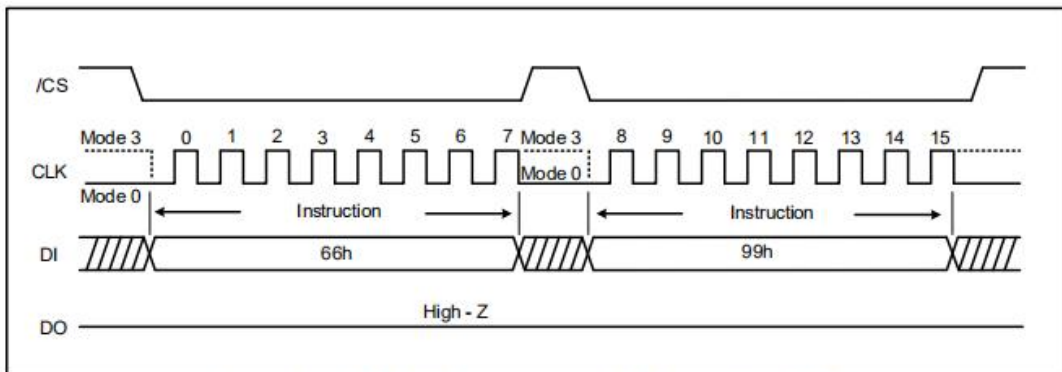 /CS
Mode 3 0 1 2 3 4 5 6 7 Mode 3 8 9 10 11 12 13 14 15
CLK
Mode 0 Mode 0
Instruction Instruction
DI 66h 99h
High - Z
DO